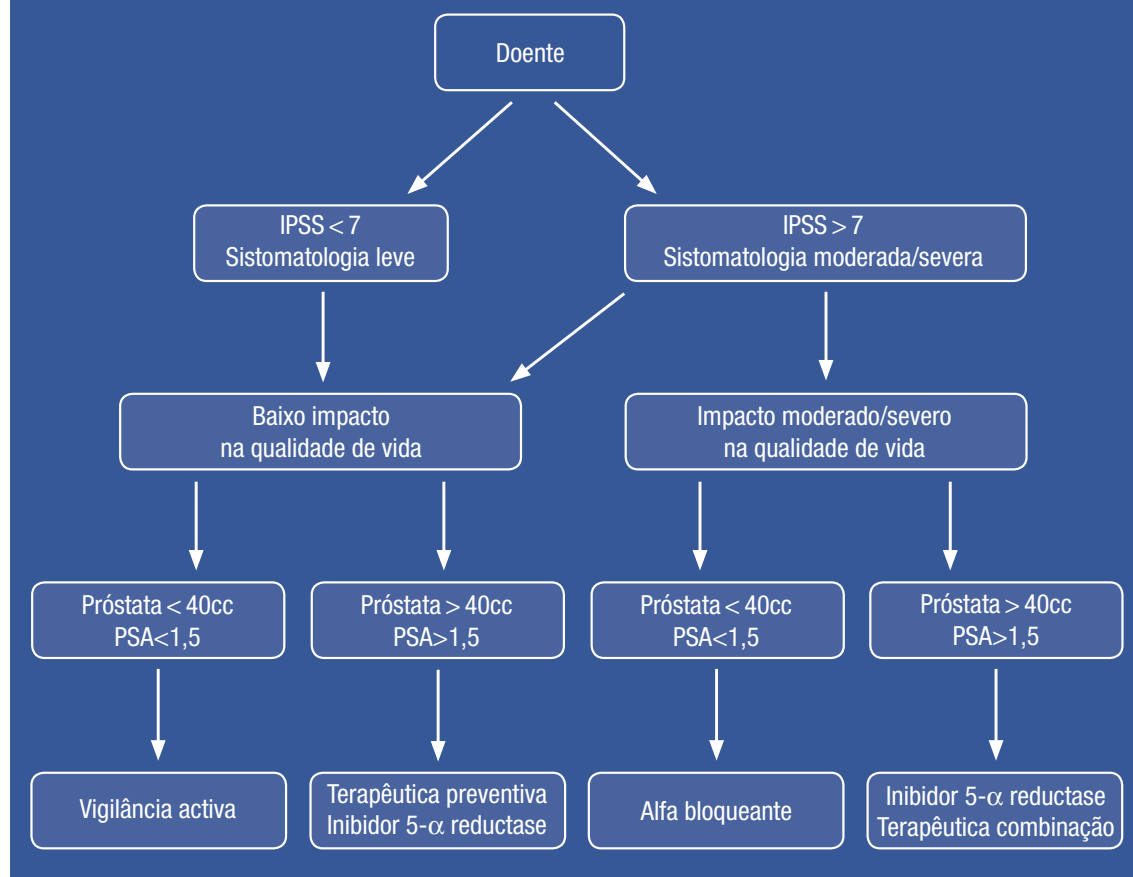 Doente
IPSS < 7
Sistomatologia leve
IPSS > 7
Sistomatologia moderada/severa
Baixo impacto
na qualidade de vida
Impacto moderado/severo
na qualidade de vida
Próstata < 40cc
PSA<1,5
Próstata > 40cc
PSA>1,5
Próstata < 40cc
PSA<1,5
Próstata > 40cc
PSA>1,5
Vigilância activa
Terapêutica preventiva
Inibidor 5-α reductase
Alfa bloqueante
Inibidor 5-α reductase
Terapêutica combinação